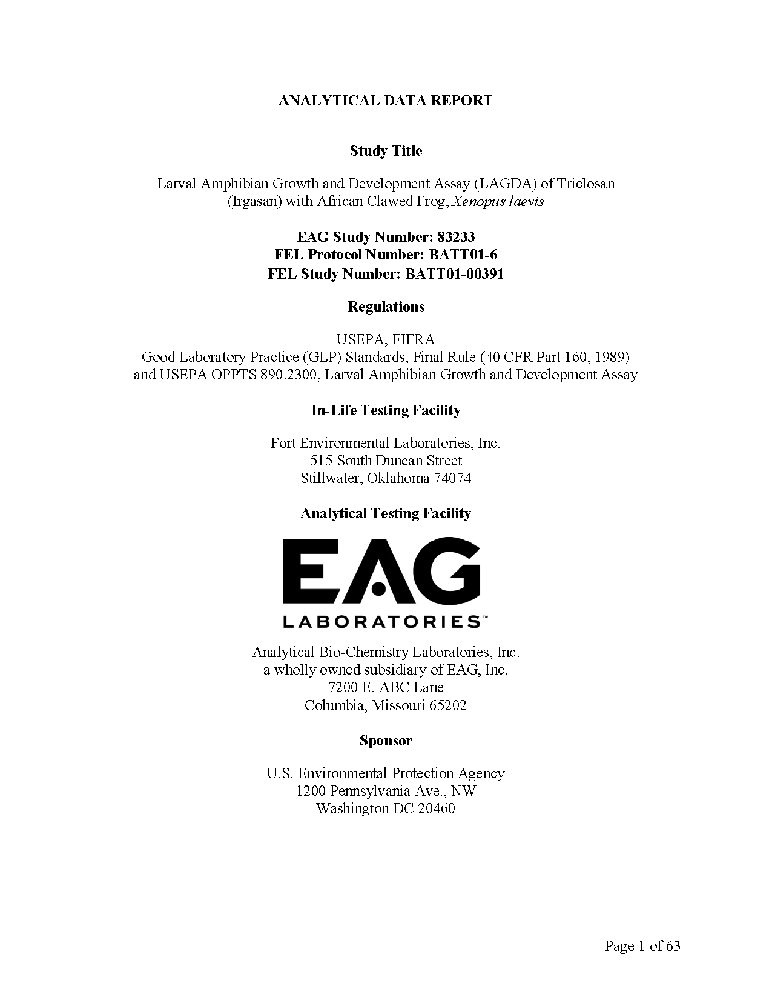 ANALYTICAL DATA REPORT
Study Title
Larval Amphibian Growth and Development Assay (LAGDA) of Triclosan
(Irgasan) with African Clawed Frog, Xenopus laevis
EAG Study Number: 83233
FEL Protocol Number: BATT01-6
FEL Study Number: BATT01-00391
Regulations
USEPA, FIFRA
Good Laboratory Practice (GLP) Standards, Final Rule (40 CFR Part 160, 1989)
and USEPA OPPTS 890.2300, Larval Amphibian Growth and Development Assay
In-Life Testing Facility
Fort Environmental Laboratories, Inc.
515 South Duncan Street
Stillwater, Oklahoma 74074
Analytical Testing Facility
EAG
LABORATORIES™
Analytical Bio-Chemistry Laboratories, Inc.
a wholly owned subsidiary of EAG, Inc.
7200 E. ABC Lane
Columbia, Missouri 65202
Sponsor
U.S. Environmental Protection Agency
1200 Pennsylvania Ave., NW
Washington DC 20460
Page 1 of 63